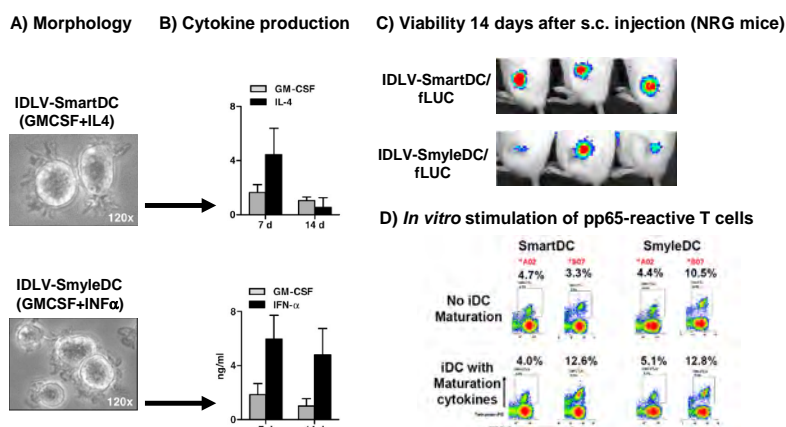 A) Morphology
B) Cytokine production
C) Viability 14 days after s.c. injection (NRG mice)
IDLV-SmartDC
(GMCSF+IL4)
120x
GM-CSF
IL-4
8
4
0
7 d
14 d
IDLV-SmartDC/
fLUC
IDLV-SmyleDC/
fLUC
IDLV-SmyleDC
(GMCSF+INFα)
120x
GM-CSF
IFN-α
ng/ml
8
4
0
D) In vitro stimulation of pp65-reactive T cells
SmartDC
SmyleDC
*A02
*B07
*A02
*B07
4.7%
3.3%
4.4%
10.5%
No iDC
Maturation
4.0%
12.6%
5.1%
12.8%
iDC with
Maturation
cytokines